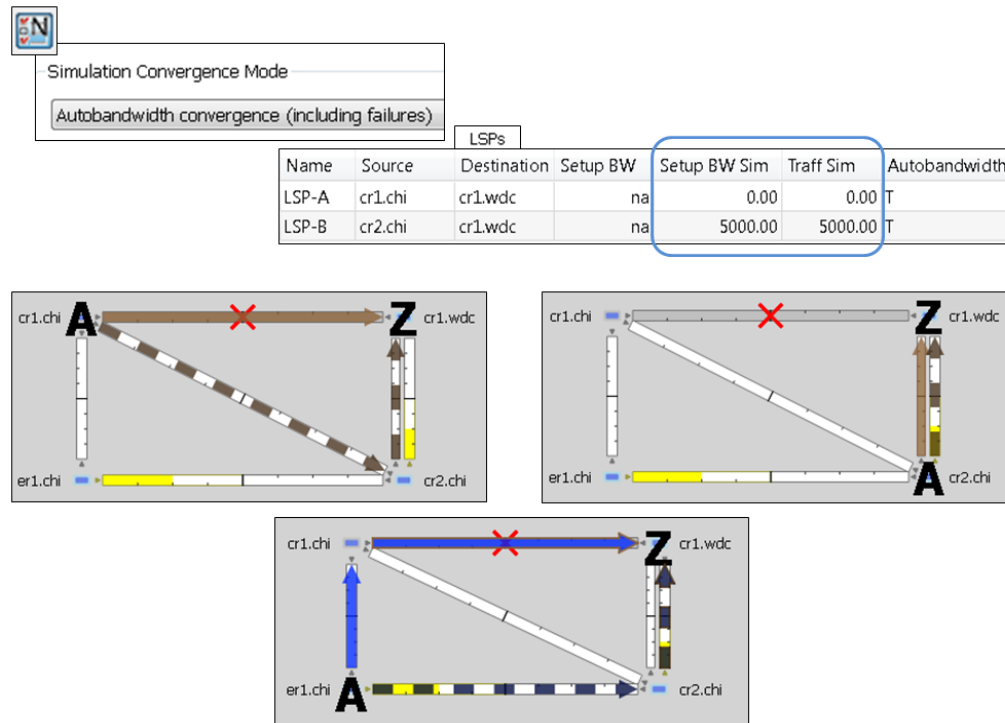 N
Simulation Convergence Mode
Autobandwidth convergence (including failures)
LSPs
Name Source Destination Setup BW Setup BW Sim Traff Sim Autobandwidth
LSP-A cr1.chi cr1.wdc na 0.00 0.00 T
LSP-B cr2.chi cr1.wdc na 5000.00 5000.00 T
cr1.chi A Z cr1.wdc
er1.chi cr2.chi
cr1.chi Z cr1.wdc
er1.chi A cr2.chi
cr1.chi Z cr1.wdc
er1.chi A cr2.chi